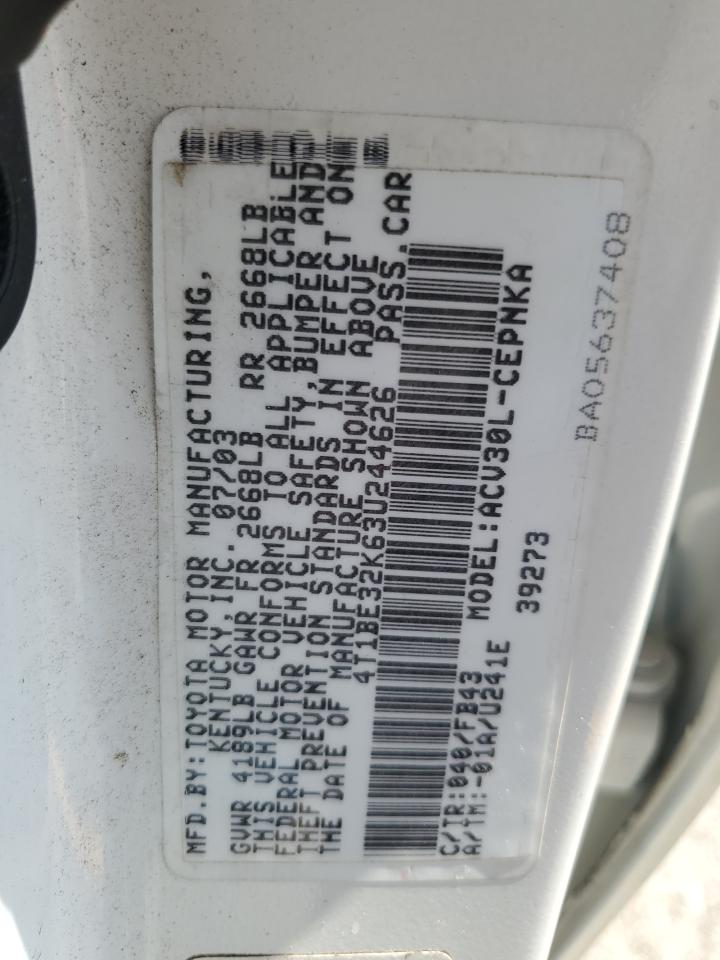 MFD.BY:TOYOTA MOTOR MANUFACTURING,
KENTUCKY,INC. 07/03
GVWR 4189LB GAWR FR 2668LB RR 2668LB
THIS VEHICLE CONFORMS TO ALL APPLICABLE
FEDERAL MOTOR VEHICLE SAFETY,BUMPER AND
THEFT PREVENTION STANDARDS IN EFFECT ON
THE DATE OF MANUFACTURE SHOWN ABOVE
4T1BE32K63U244626 PASS.CAR
MODEL:ACV30L-CEPNKA
C/TR:040/FB43
A/TM:-01A/U241E
39273
BA05637408